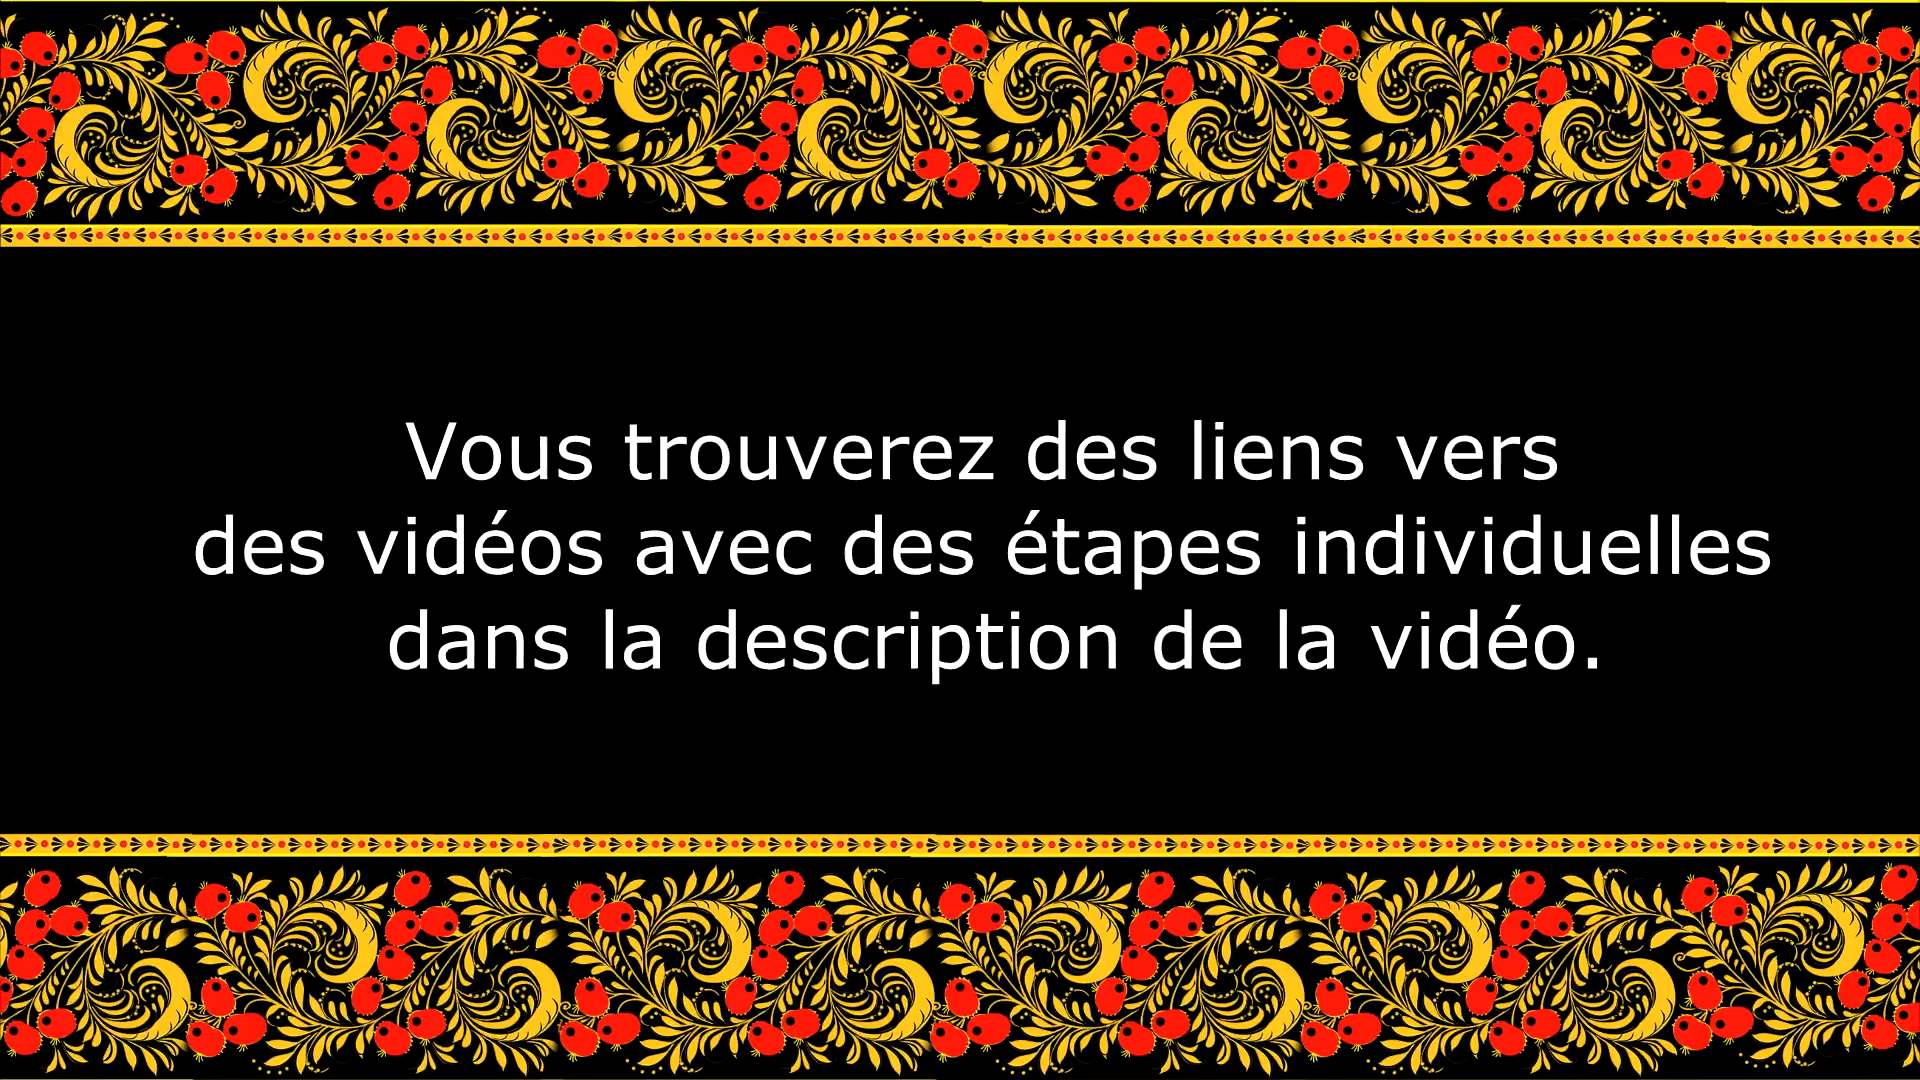 Vous trouverez des liens vers
des vidéos avec des étapes individuelles
dans la description de la vidéo.